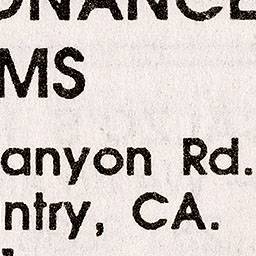 ONANCE
MS
anyon Rd.
ntry, CA.